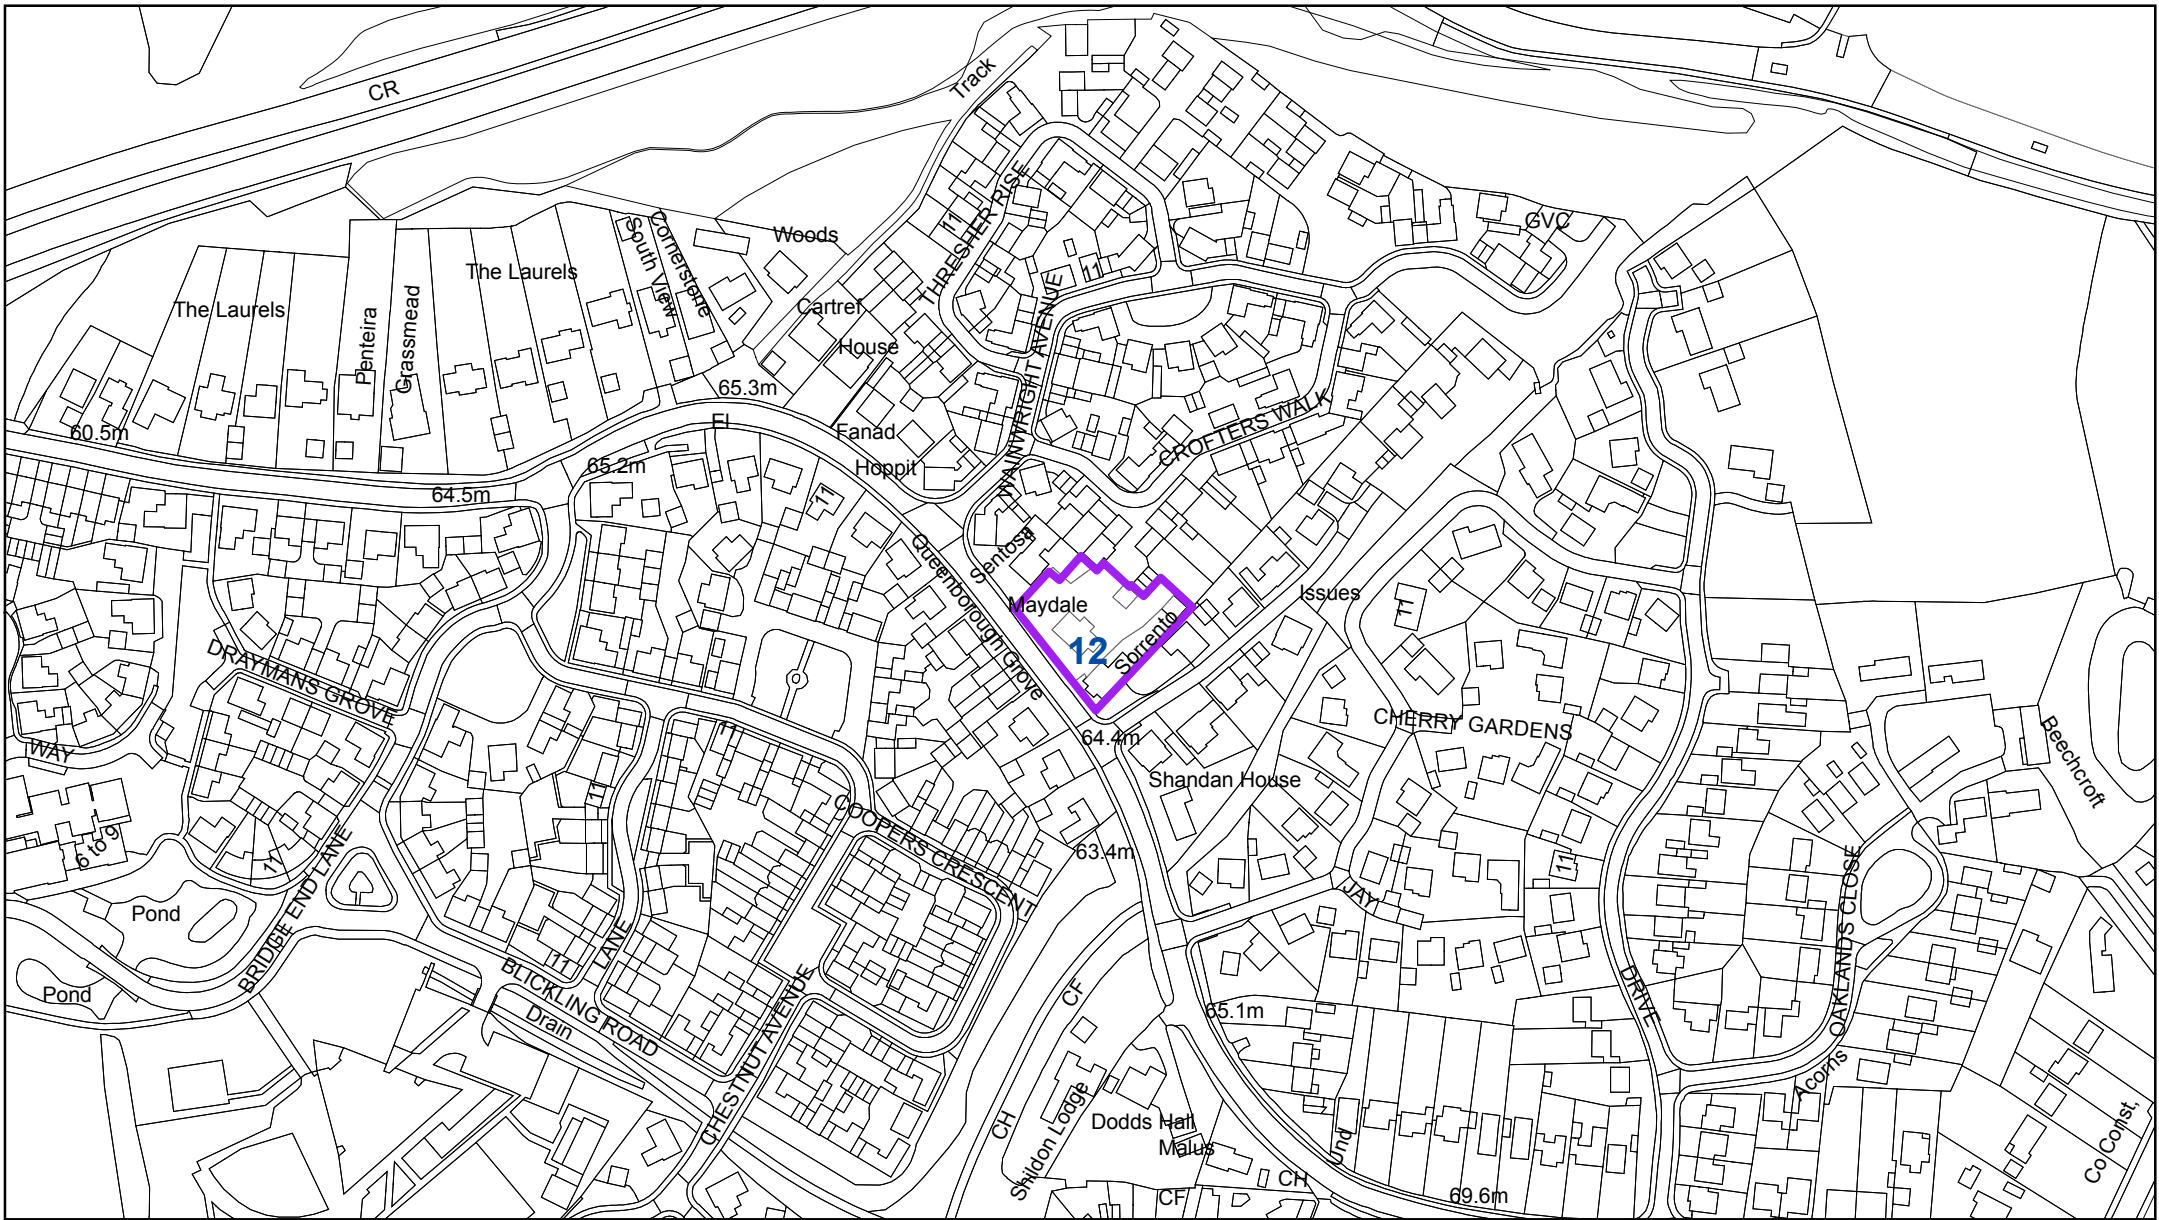 CR
Track
11
THRESHER RISE
GVC
Woods
Cornerstone
South View
The Laurels
The Laurels
Penteira
Grassmead
Cartref
House
11
WAINWRIGHT AVENUE
65.3m
El
Fanad
Hoppit
CROFTERS WALK
60.5m
65.2m
64.5m
11
Queenborough Grove
Sentosa
Maydale
12
Sorrento
Issues
11
DRAYMANS GROVE
WAY
11
64.4m
CHERRY GARDENS
Beechcroft
Shandan House
11
COOPERS CRESCENT
6 to 9
11
BRIDGE END LANE
63.4m
JAY
11
OAKLANDS CLOSE
Pond
Pond
LANE
11
BLICKLING ROAD
Drain
CHESTNUT AVENUE
CF
65.1m
DRIVE
Acorns
CH
Shildon Lodge
Dodds Hall
Malus
Und
CH
CF
69.6m
Co Const,